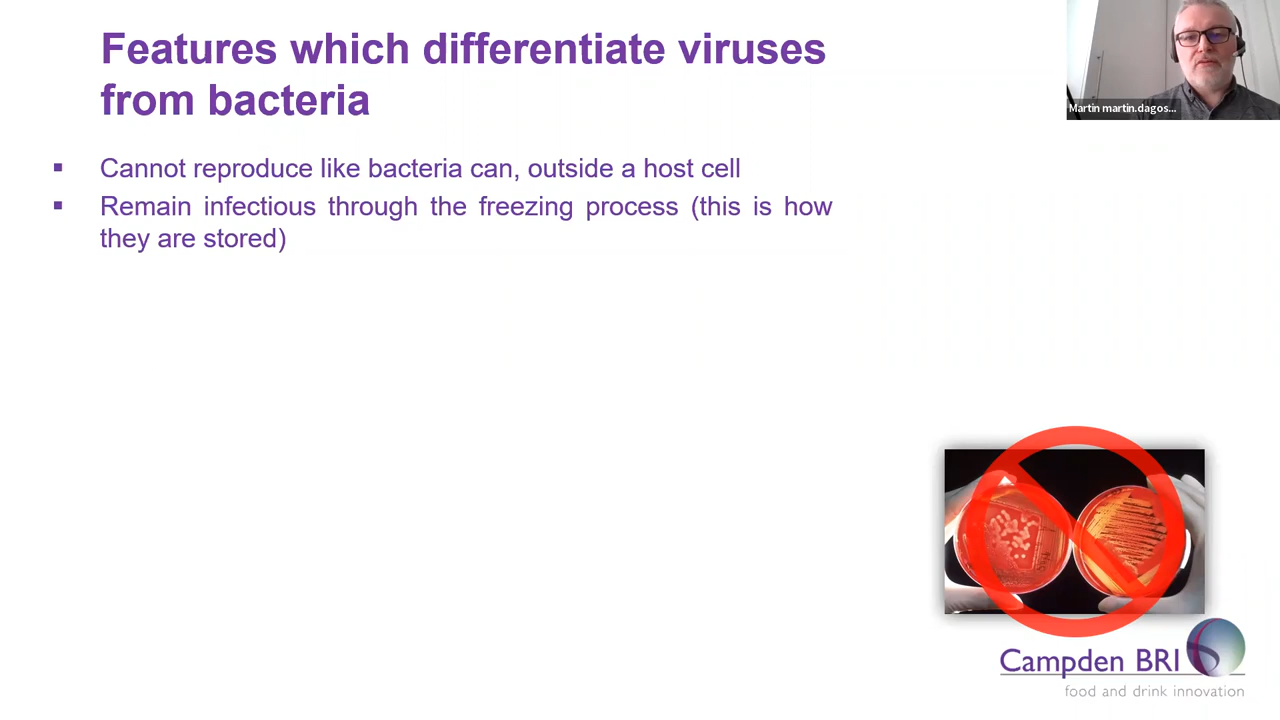 Features which differentiate viruses
from bacteria
Martin martin.dagos...
▪ Cannot reproduce like bacteria can, outside a host cell
▪ Remain infectious through the freezing process (this is how
they are stored)
Campden BRI
food and drink innovation